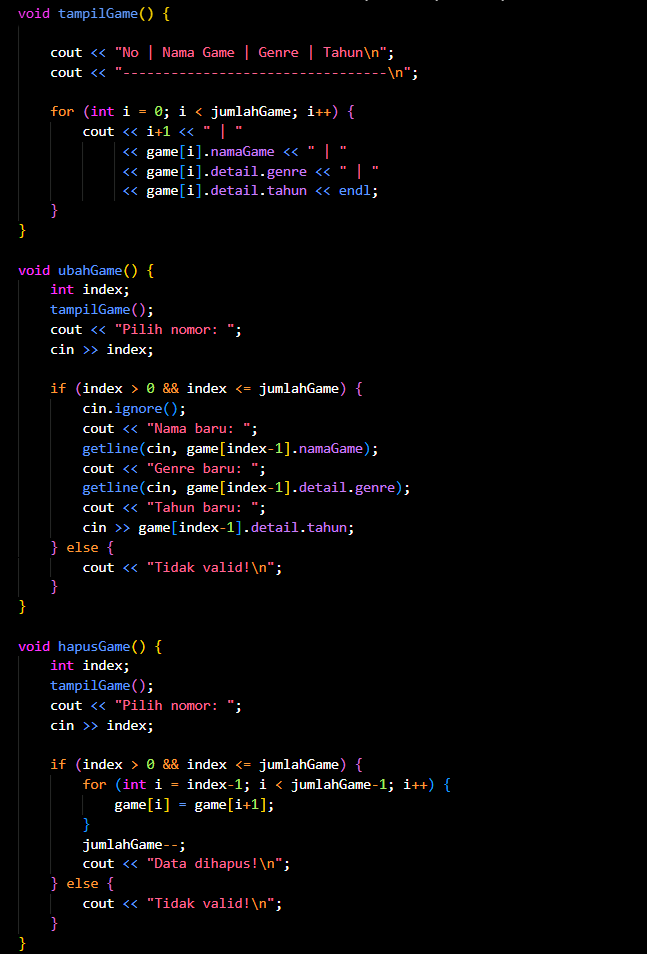 void tampilGame() {
cout << "No | Nama Game | Genre | Tahun\n";
cout << "---------------------------------\n";
for (int i = 0; i < jumlahGame; i++) {
cout << i+1 << " | "
<< game[i].namaGame << " | "
<< game[i].detail.genre << " | "
<< game[i].detail.tahun << endl;
}
}
void ubahGame() {
int index;
tampilGame();
cout << "Pilih nomor: ";
cin >> index;
if (index > 0 && index <= jumlahGame) {
cin.ignore();
cout << "Nama baru: ";
getline(cin, game[index-1].namaGame);
cout << "Genre baru: ";
getline(cin, game[index-1].detail.genre);
cout << "Tahun baru: ";
cin >> game[index-1].detail.tahun;
} else {
cout << "Tidak valid!\n";
}
}
void hapusGame() {
int index;
tampilGame();
cout << "Pilih nomor: ";
cin >> index;
if (index > 0 && index <= jumlahGame) {
for (int i = index-1; i < jumlahGame-1; i++) {
game[i] = game[i+1];
}
jumlahGame--;
cout << "Data dihapus!\n";
} else {
cout << "Tidak valid!\n";
}
}